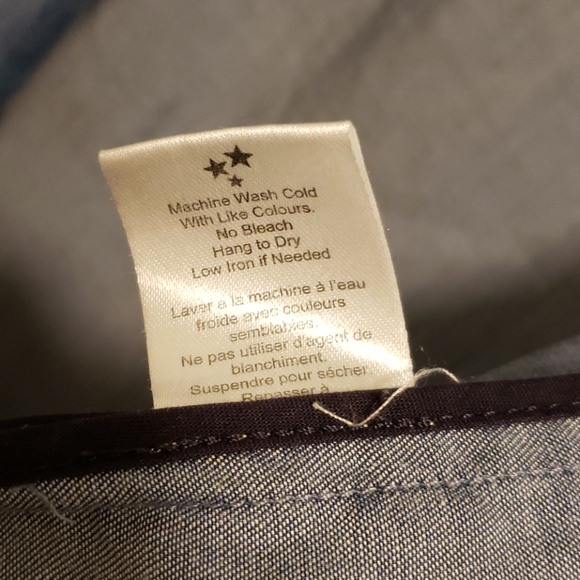 Machine Wash Cold
With Like Colours.
No Bleach
Hang to Dry
Low Iron if Needed
Laver à la machine à l'eau
froide avec couleurs
semblables.
Ne pas utiliser d'agent de
blanchiment.
Suspendre pour sécher
Repasser à